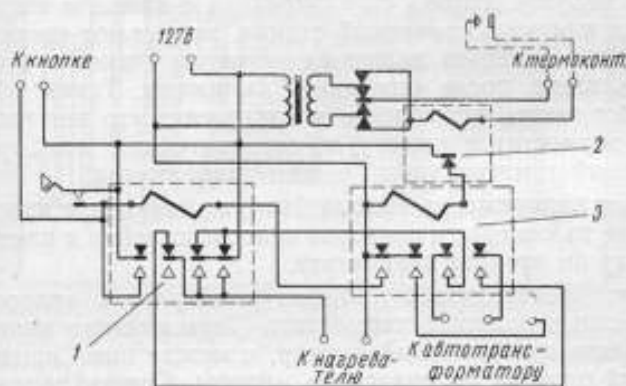 К кнопке
127в
К термоконт.
2
3
1
К нагрева-
телю
К автотранс-
форматору